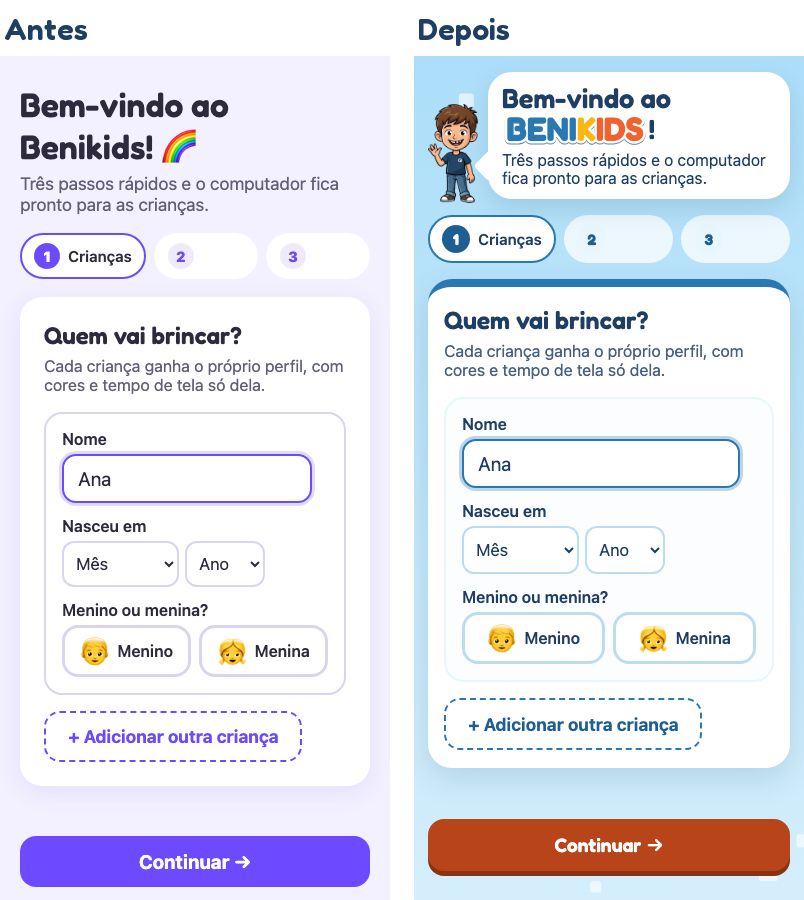 Antes
Bem-vindo ao
Benikids! 🌈
Três passos rápidos e o computador fica
pronto para as crianças.
1 Crianças 2 3
Quem vai brincar?
Cada criança ganha o próprio perfil, com
cores e tempo de tela só dela.
Nome
Ana
Nasceu em
Mês Ano
Menino ou menina?
👦 Menino 👧 Menina
+ Adicionar outra criança
Continuar →
Depois
Bem-vindo ao
BENIKIDS !
Três passos rápidos e o computador
fica pronto para as crianças.
1 Crianças 2 3
Quem vai brincar?
Cada criança ganha o próprio perfil, com
cores e tempo de tela só dela.
Nome
Ana
Nasceu em
Mês Ano
Menino ou menina?
👦 Menino 👧 Menina
+ Adicionar outra criança
Continuar →